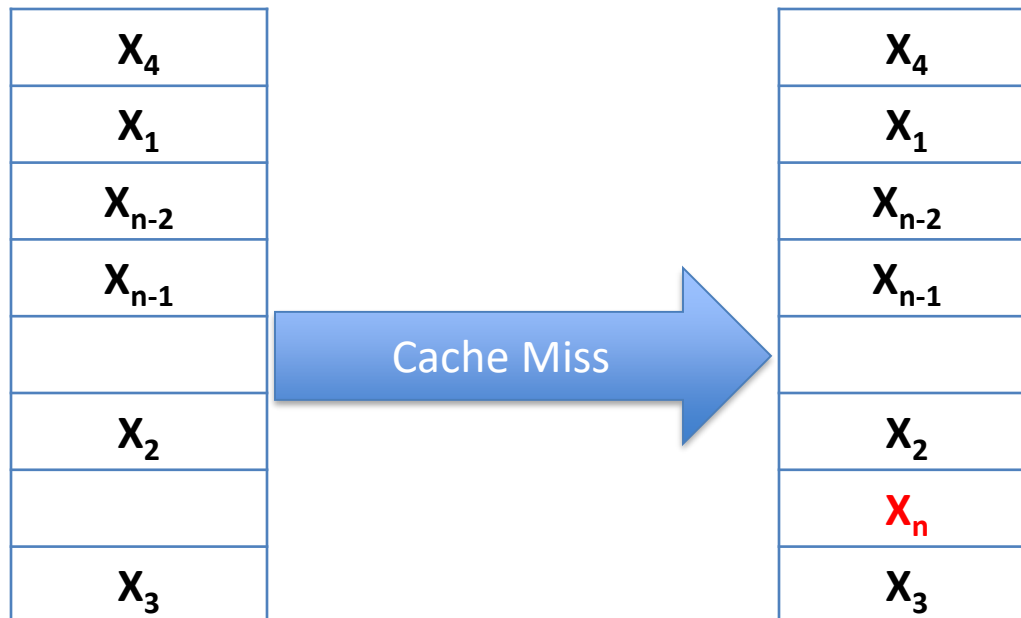 X₄
X₁
Xₙ₋₂
Xₙ₋₁
X₂
X₃
Cache Miss
X₄
X₁
Xₙ₋₂
Xₙ₋₁
X₂
Xₙ
X₃